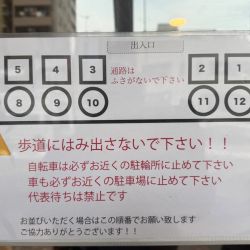 出入口
5 4 3 通路は 2 1
ふさがないで下さい
8 9 10 11 12
歩道にはみ出さないで下さい！！
自転車は必ずお近くの駐輪所に止めて下さい
車も必ずお近くの駐車場に止めて下さい
代表待ちは禁止です
お並びいただく場合はこの順番でお願い致します
ご協力ありがとうございます！！